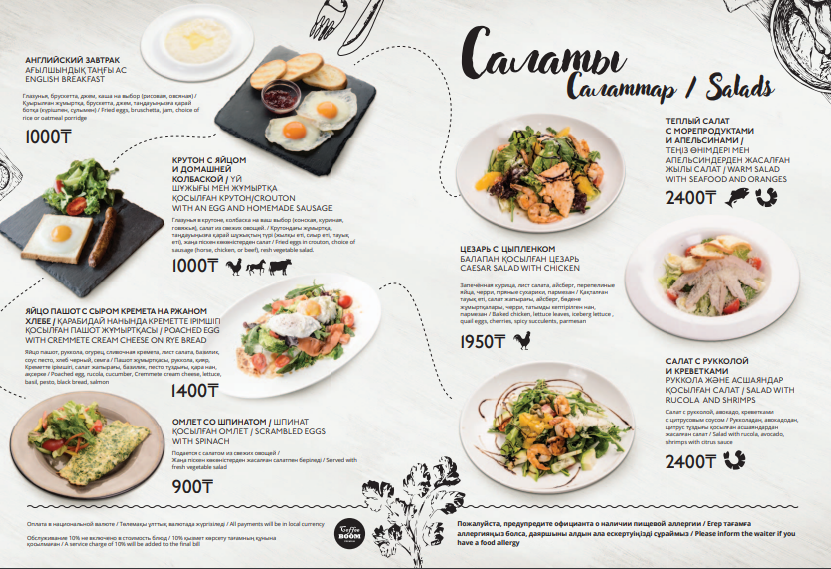 АНГЛИЙСКИЙ ЗАВТРАК
АҒЫЛШЫНДЫҚ ТАҢҒЫ АС
ENGLISH BREAKFAST
Глазунья, брускетта, джем, каша на выбор (рисовая, овсяная) /
Қуырылған жұмыртқа, брускетта, джем, таңдауыңызға қарай
ботқа (күрішпен, сұлымен) / Fried eggs, bruschetta, jam, choice of
rice or oatmeal porridge
1000₸
КРУТОН С ЯЙЦОМ
И ДОМАШНЕЙ
КОЛБАСКОЙ / ҮЙ
ШҰЖЫҒЫ МЕН ЖҰМЫРТҚА
ҚОСЫЛҒАН КРУТОН/CROUTON
WITH AN EGG AND HOMEMADE SAUSAGE
Глазунья в крутоне, колбаска на ваш выбор (конская, куриная,
говяжья), салат из свежих овощей. / Крутондағы жұмыртқа,
таңдауыңызға қарай шұжықтың түрі (жылқы еті, сиыр еті, тауық
еті), жаңа піскен көкөністерден салат / Fried eggs in crouton, choice of
sausage (horse, chicken, or beef), resh vegetable salad.
1000₸
ЯЙЦО ПАШОТ С СЫРОМ КРЕМЕТА НА РЖАНОМ
ХЛЕБЕ / ҚАРАБИДАЙ НАНЫНДА КРЕМЕТТЕ ІРІМШІГІ
ҚОСЫЛҒАН ПАШОТ ЖҰМЫРТҚАСЫ / POACHED EGG
WITH CREMMETE CREAM CHEESE ON RYE BREAD
Яйцо пашот, руккола, огурец, сливочная кремета, лист салата, базилик,
соус песто, хлеб черный, семга / Пашот жұмыртқасы, руккола, қияр,
Креметте ірімшігі, салат жапырағы, базилик, песто тұздығы, қара нан,
ақсерке / Poached egg, rucola, cucumber, Cremmete cream cheese, lettuce,
basil, pesto, black bread, salmon
1400₸
ОМЛЕТ СО ШПИНАТОМ / ШПИНАТ
ҚОСЫЛҒАН ОМЛЕТ / SCRAMBLED EGGS
WITH SPINACH
Подается с салатом из свежих овощей /
Жаңа піскен көкөністерден жасалған салатпен беріледі / Served with
fresh vegetable salad
900₸
Оплата в национальной валюте / Төлемақы ұлттық валютада жүргізіледі / All payments will be in local currency
Обслуживание 10% не включено в стоимость блюд / 10% қызмет көрсету тағамның құнына
қосылмаған / A service charge of 10% will be added to the final bill
Coffee
BOOM
Салаты
Салаттар / Salads
ТЕПЛЫЙ САЛАТ
С МОРЕПРОДУКТАМИ
И АПЕЛЬСИНАМИ /
ТЕҢІЗ ӨНІМДЕРІ МЕН
АПЕЛЬСИНДЕРДЕН ЖАСАЛҒАН
ЖЫЛЫ САЛАТ / WARM SALAD
WITH SEAFOOD AND ORANGES
2400₸
ЦЕЗАРЬ С ЦЫПЛЕНКОМ
БАЛАПАН ҚОСЫЛҒАН ЦЕЗАРЬ
CAESAR SALAD WITH CHICKEN
Запечённая курица, лист салата, айсберг, перепелиные
яйца, черри, пряные сухарики, пармезан / Қақталған
тауық еті, салат жапырағы, айсберг, бөдене
жұмыртқалары, черри, татымды кептірілген нан,
пармезан / Baked chicken, lettuce leaves, iceberg lettuce ,
quail eggs, cherries, spicy succulents, parmesan
1950₸
САЛАТ С РУККОЛОЙ
И КРЕВЕТКАМИ
РУККОЛА ЖӘНЕ АСШАЯНДАР
ҚОСЫЛҒАН САЛАТ / SALAD WITH
RUCOLA AND SHRIMPS
Салат с рукколой, авокадо, креветками
с цитрусовым соусом / Рукколадан, авокадодан,
цитрус тұздығы қосылған асшаяндардан
жасалған салат / Salad with rucola, avocado,
shrimps with citrus sauce
2400₸
Пожалуйста, предупредите официанта о наличии пищевой аллергии / Егер тағамға
аллергияңыз болса, даяршыны алдын ала ескертуіңізді сұраймыз / Please inform the waiter if you
have a food allergy